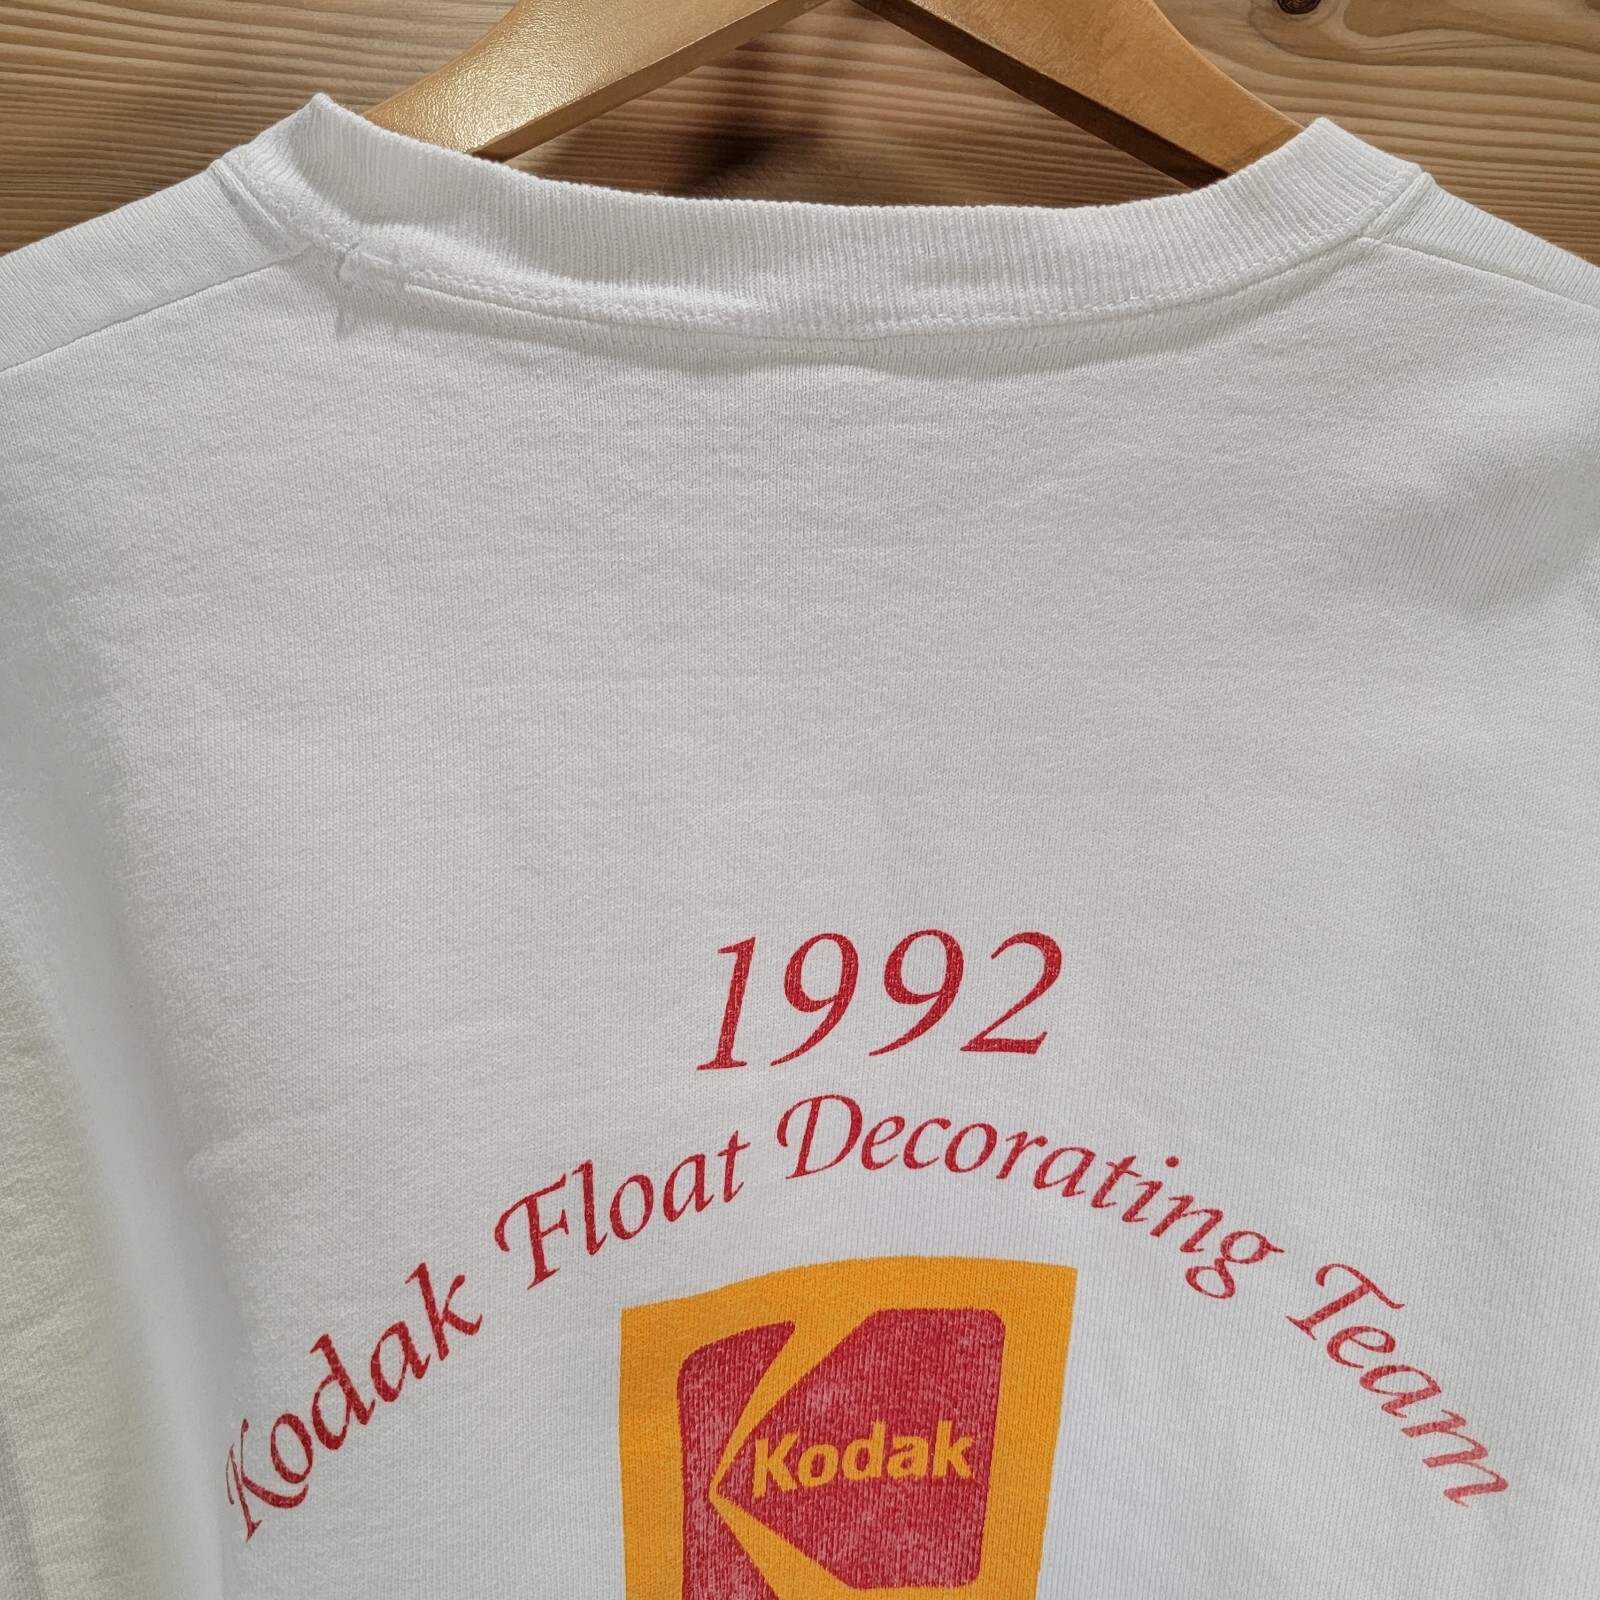 1992
Kodak Float Decorating Team
Kodak